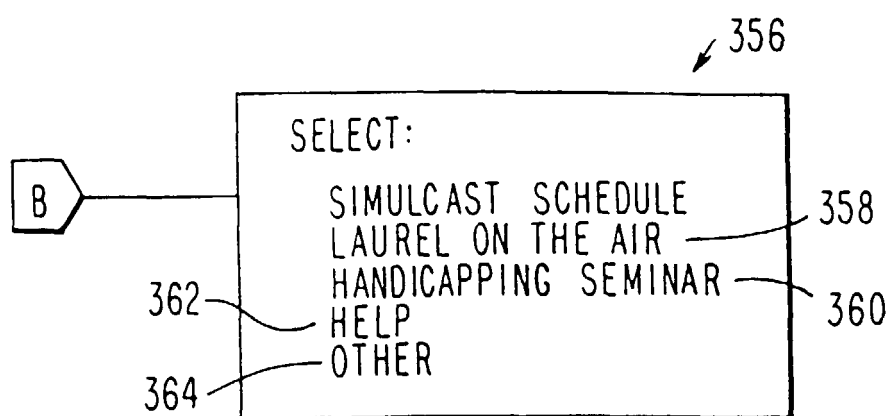 356
SELECT:
B
SIMULCAST SCHEDULE
LAUREL ON THE AIR
358
HANDICAPPING SEMINAR
360
362
HELP
OTHER
364